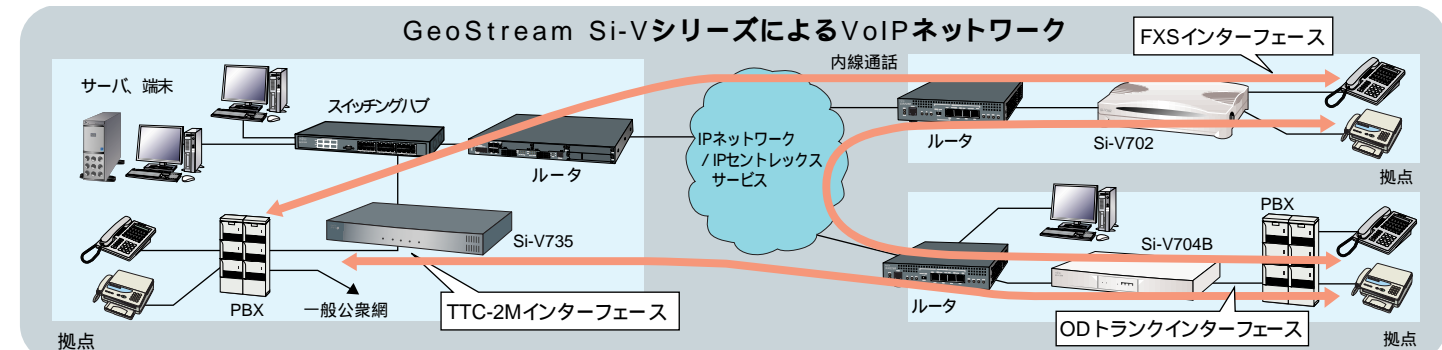 GeoStream Si-VシリーズによるVoIPネットワーク
FXSインターフェース
内線通話
サーバ、端末
スイッチングハブ
ルータ
IPネットワーク
/ IPセントレックス
サービス
ルータ
Si-V702
拠点
Si-V735
PBX
一般公衆網
TTC-2Mインターフェース
拠点
PBX
Si-V704B
ルータ
ODトランクインターフェース
拠点